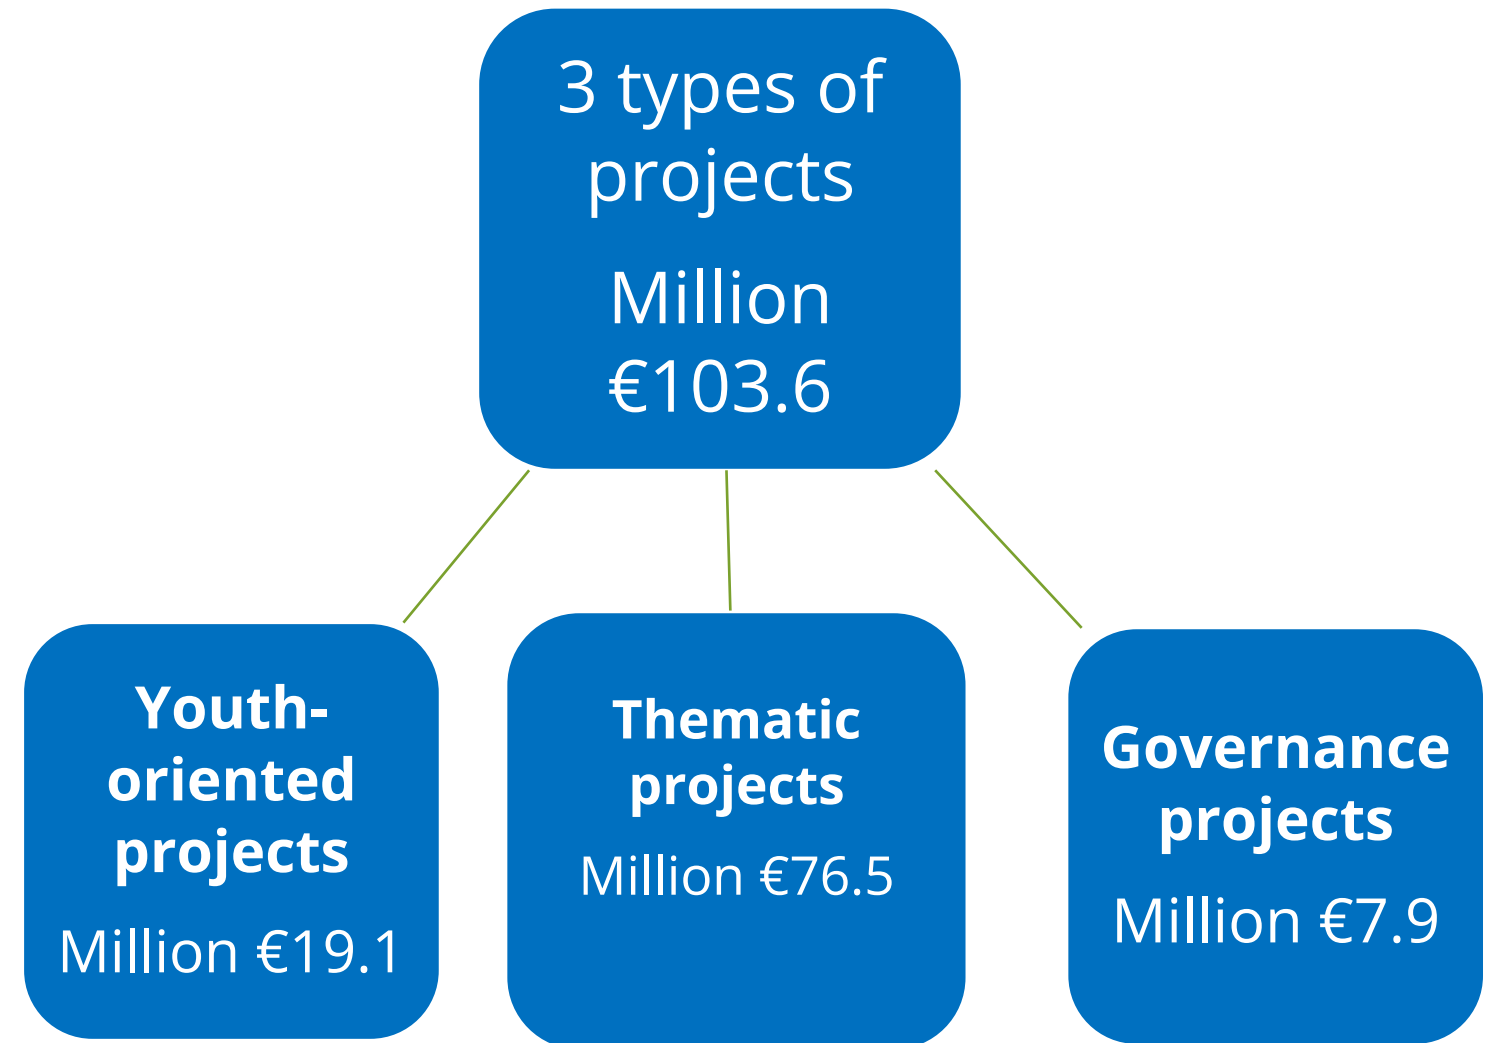 3 types of
projects
Million
€103.6
Youth-
oriented
projects
Million €19.1
Thematic
projects
Million €76.5
Governance
projects
Million €7.9